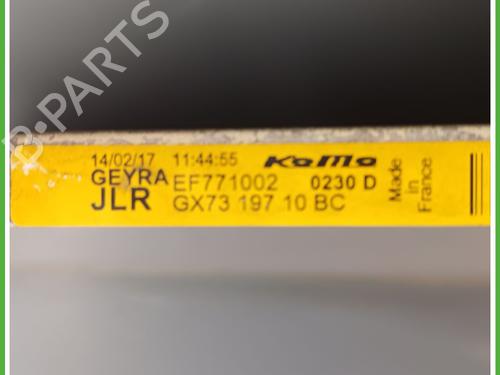 B-PARTS
14/02/17 11:44:55 KoMo
GEYRA EF771002 0230 D
JLR GX73 197 10 BC
Made
in
France